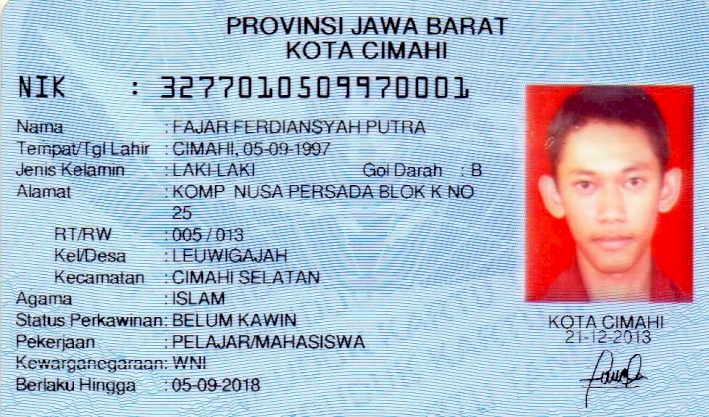 PROVINSI JAWA BARAT
KOTA CIMAHI
NIK : 3277010509970001
Nama : FAJAR FERDIANSYAH PUTRA
Tempat/Tgl Lahir : CIMAHI, 05-09-1997
Jenis Kelamin : LAKI-LAKI Gol Darah : B
Alamat : KOMP NUSA PERSADA BLOK K NO
25
RT/RW : 005 / 013
Kel/Desa : LEUWIGAJAH
Kecamatan : CIMAHI SELATAN
Agama : ISLAM
Status Perkawinan: BELUM KAWIN
Pekerjaan : PELAJAR/MAHASISWA
Kewarganegaraan: WNI
Berlaku Hingga : 05-09-2018
KOTA CIMAHI
21-12-2013